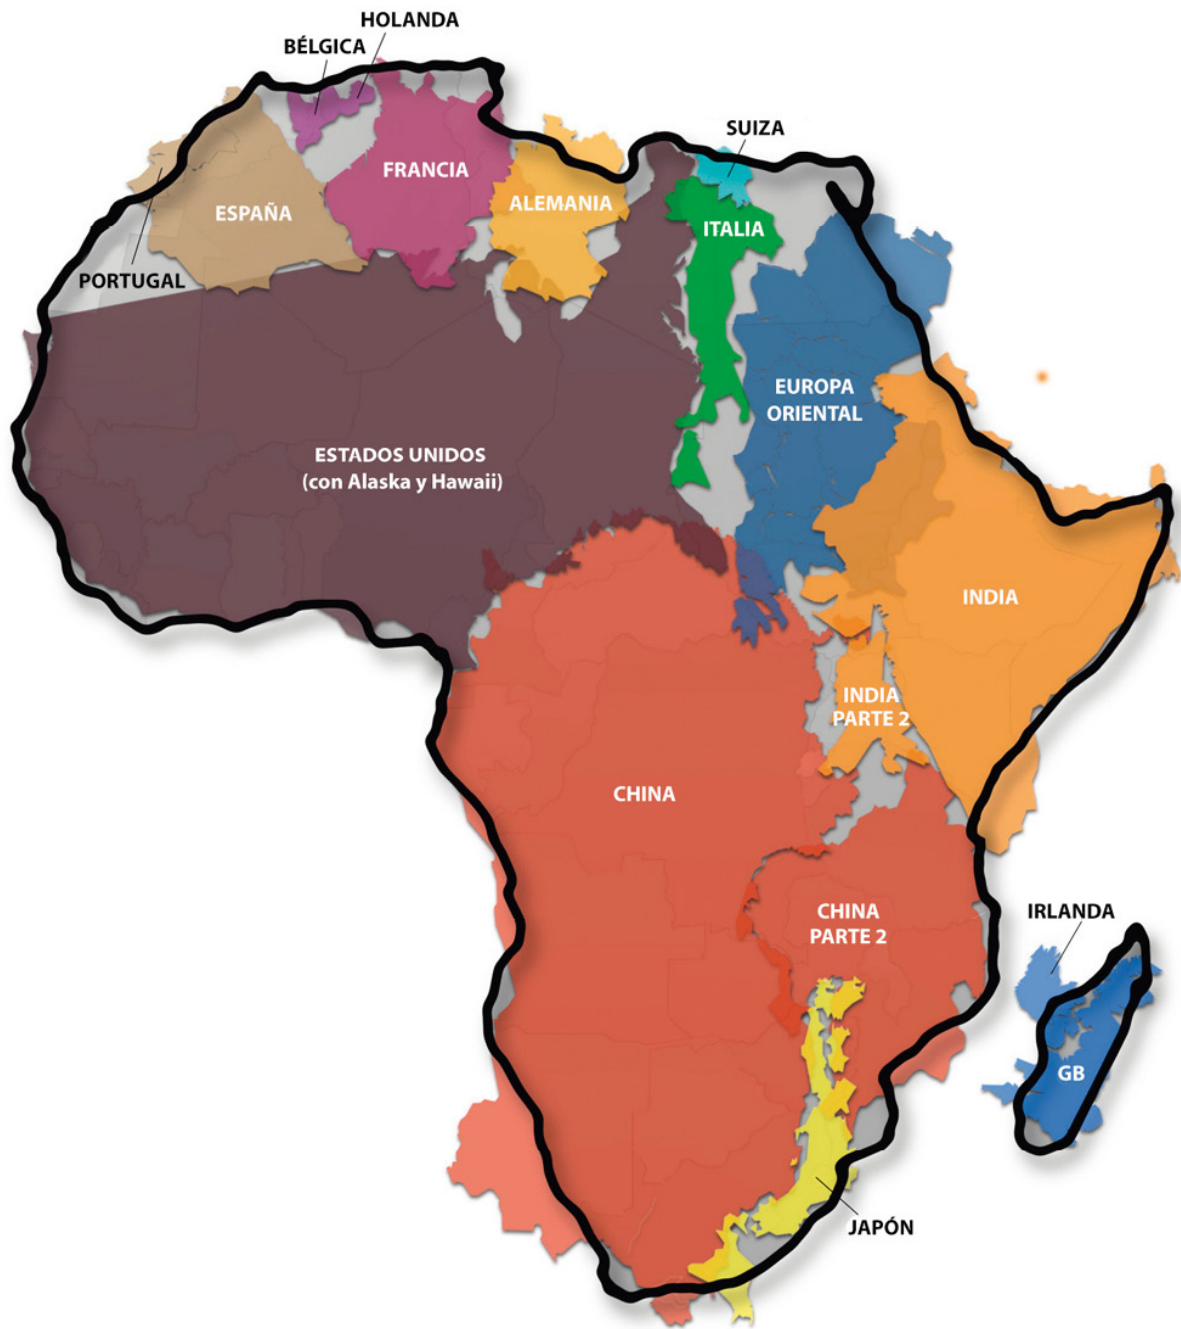 HOLANDA
BÉLGICA
SUIZA
FRANCIA
ALEMANIA
ESPAÑA
ITALIA
PORTUGAL
EUROPA
ORIENTAL
ESTADOS UNIDOS
(con Alaska y Hawaii)
INDIA
INDIA
PARTE 2
CHINA
CHINA
PARTE 2
IRLANDA
GB
JAPÓN